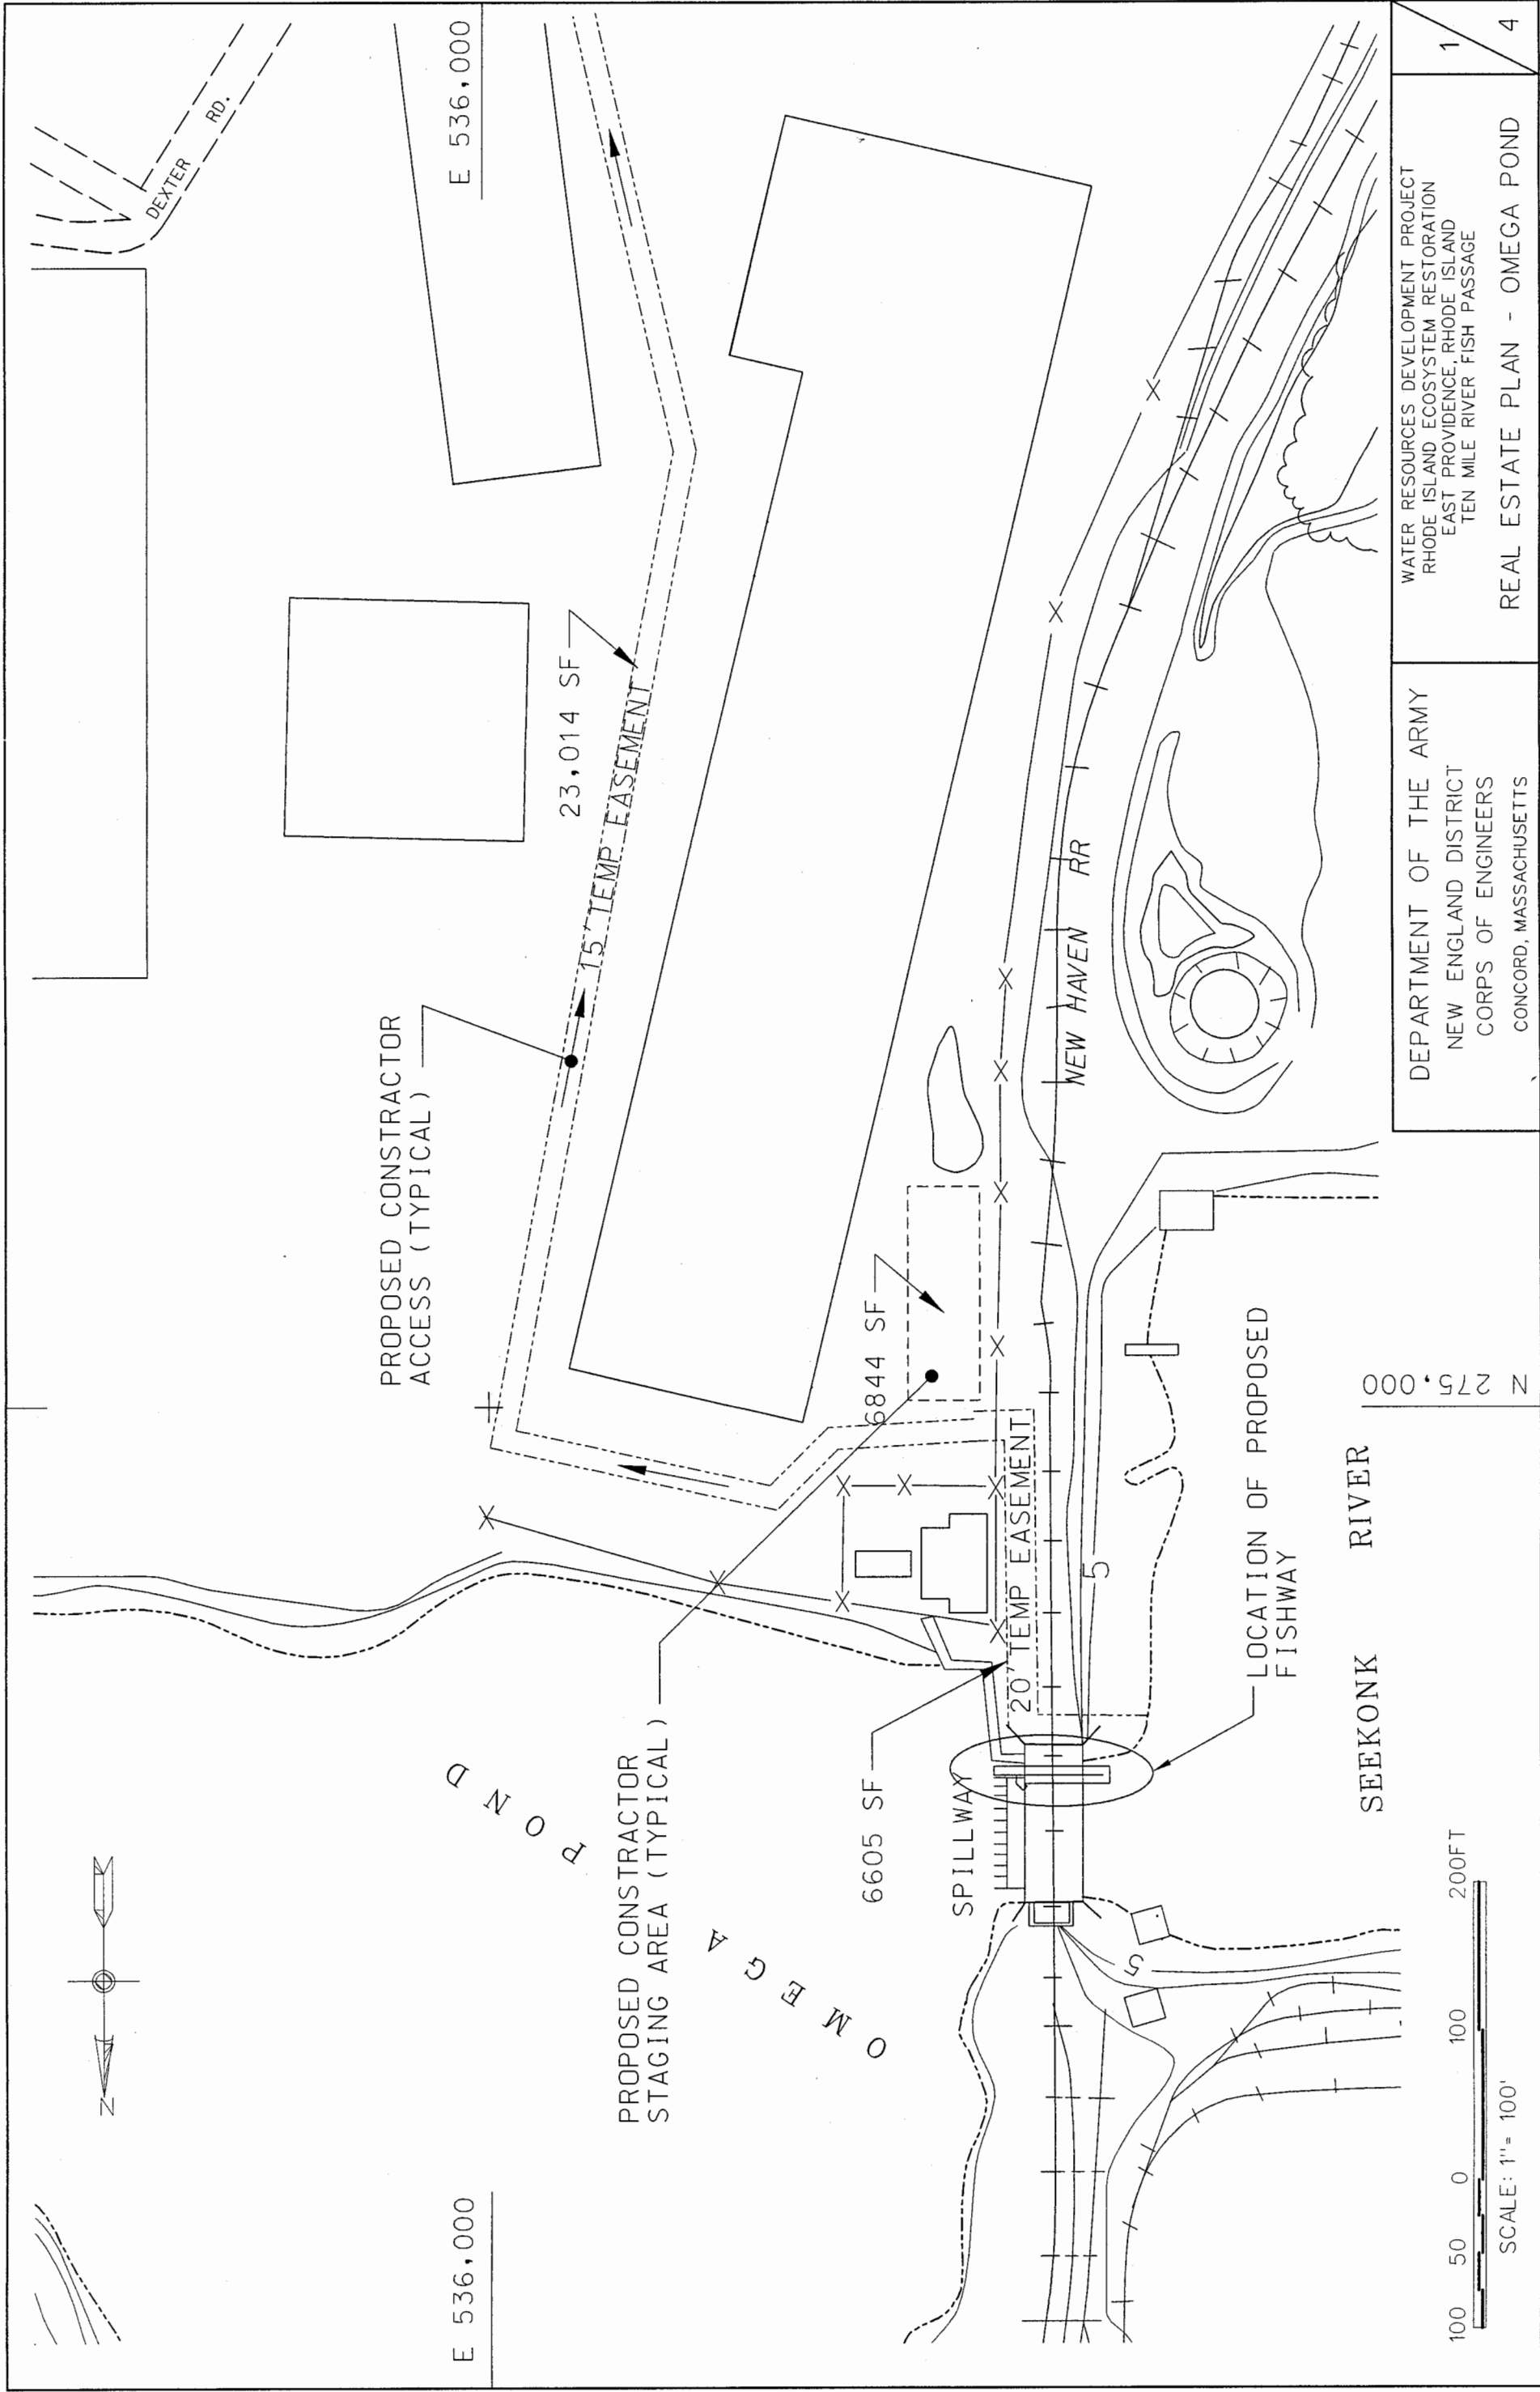 DEXTER RD.
E 536,000
PROPOSED CONSTRACTOR
ACCESS (TYPICAL)
15' TEMP EASEMENT
23,014 SF
6844 SF
NEW HAVEN RR
20' TEMP EASEMENT
5
LOCATION OF PROPOSED
FISHWAY
N 275,000
SEEKONK RIVER
OMEGA POND
PROPOSED CONSTRACTOR
STAGING AREA (TYPICAL)
6605 SF
SPILLWAY
5
N
E 536,000
100 50 0 100 200FT
SCALE: 1"= 100'
DEPARTMENT OF THE ARMY
NEW ENGLAND DISTRICT
CORPS OF ENGINEERS
CONCORD, MASSACHUSETTS
WATER RESOURCES DEVELOPMENT PROJECT
RHODE ISLAND ECOSYSTEM RESTORATION
EAST PROVIDENCE, RHODE ISLAND
TEN MILE RIVER FISH PASSAGE
REAL ESTATE PLAN - OMEGA POND
1
4